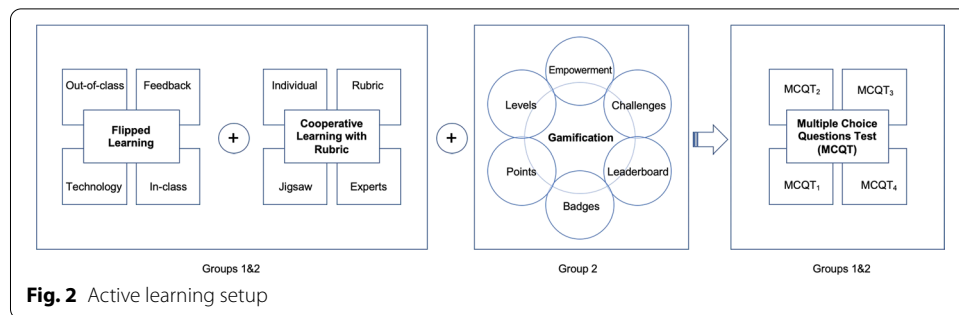 Out-of-class
Feedback
Flipped
Learning
Technology
In-class
+
Individual
Rubric
Cooperative
Learning with
Rubric
Jigsaw
Experts
+
Empowerment
Levels
Challenges
Gamification
Points
Leaderboard
Badges
MCQT₂
MCQT₃
Multiple Choice
Questions Test
(MCQT)
MCQT₁
MCQT₄
Groups 1&2
Group 2
Groups 1&2
Fig. 2 Active learning setup